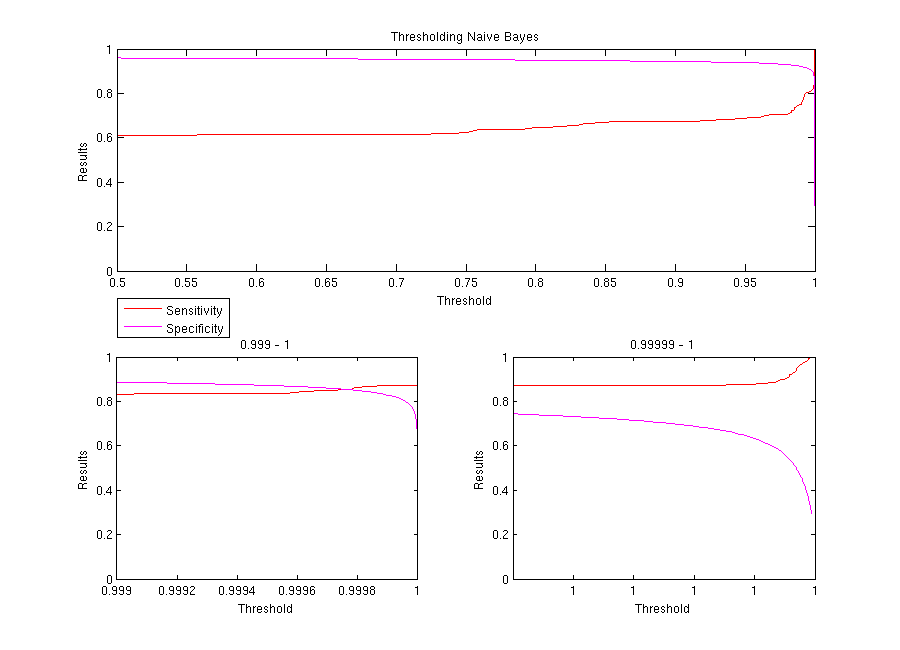 Thresholding Naive Bayes
1
0.8
0.6
0.4
0.2
0
Results
0.5 0.55 0.6 0.65 0.7 0.75 0.8 0.85 0.9 0.95 1
Threshold
Sensitivity
Specificity
0.999 - 1
1
0.8
0.6
0.4
0.2
0
Results
0.999 0.9992 0.9994 0.9996 0.9998 1
Threshold
0.99999 - 1
1
0.8
0.6
0.4
0.2
0
Results
1 1 1 1 1
Threshold